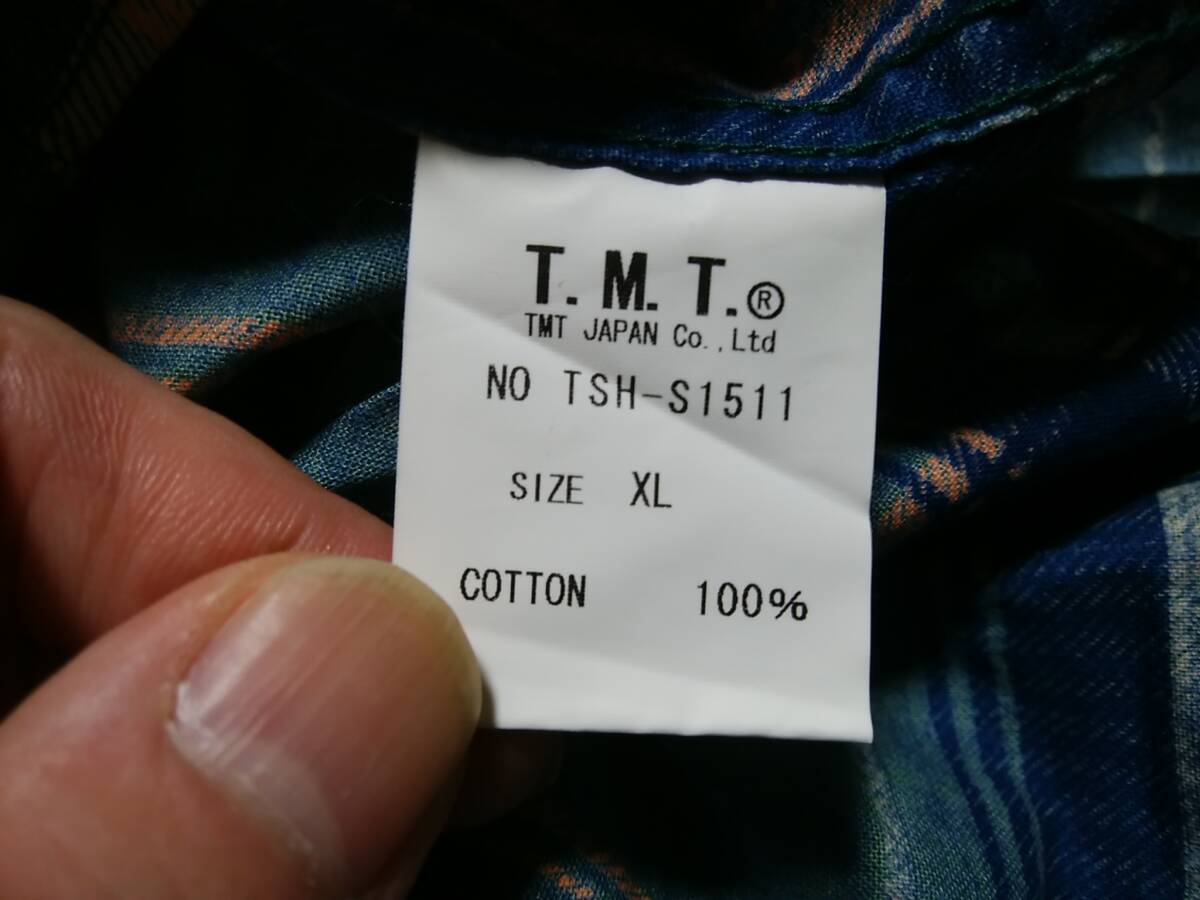 T. M. T.®
TMT JAPAN Co.,Ltd
NO TSH-S1511
SIZE XL
COTTON 100%